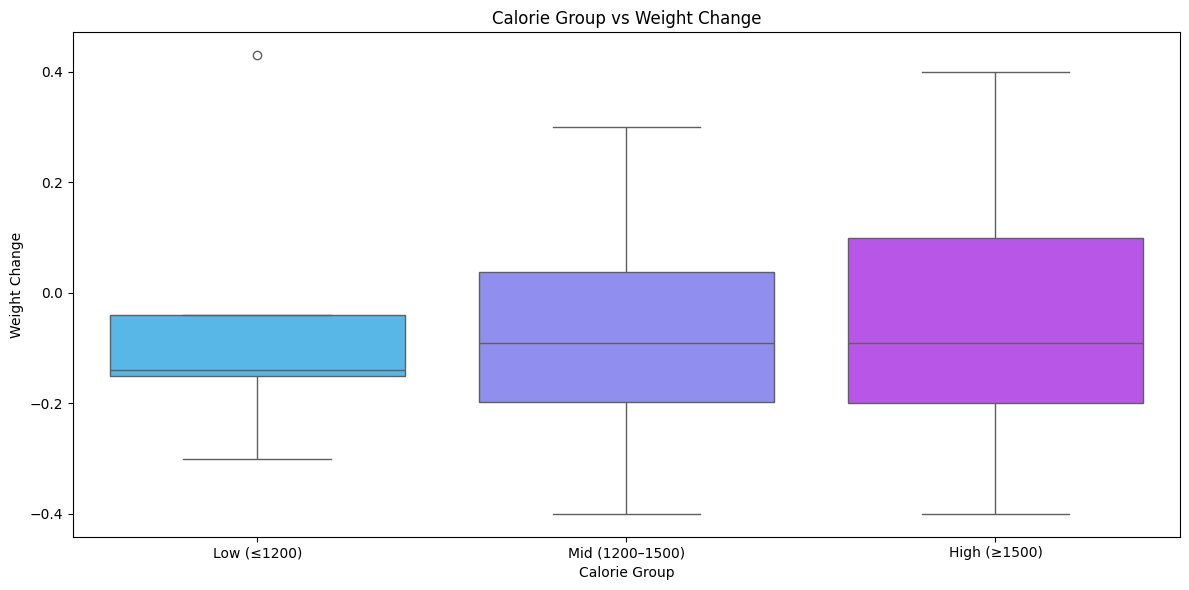 Calorie Group vs Weight Change
Weight Change
0.4
0.2
0.0
−0.2
−0.4
Low (≤1200)
Mid (1200–1500)
High (≥1500)
Calorie Group